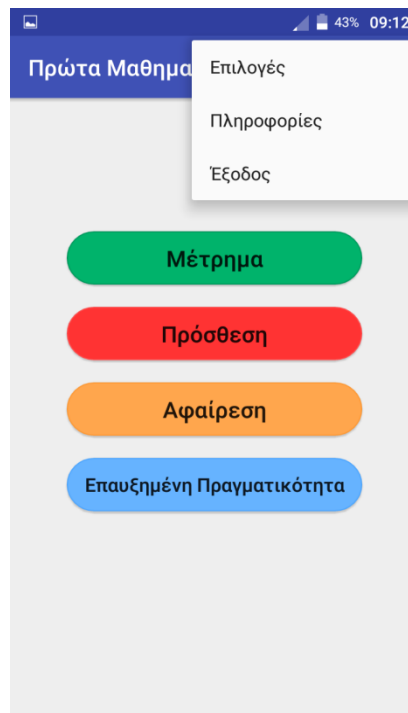 43% 09:12
Πρώτα Μαθημα
Επιλογές
Πληροφορίες
Έξοδος
Μέτρημα
Πρόσθεση
Αφαίρεση
Επαυξημένη Πραγματικότητα